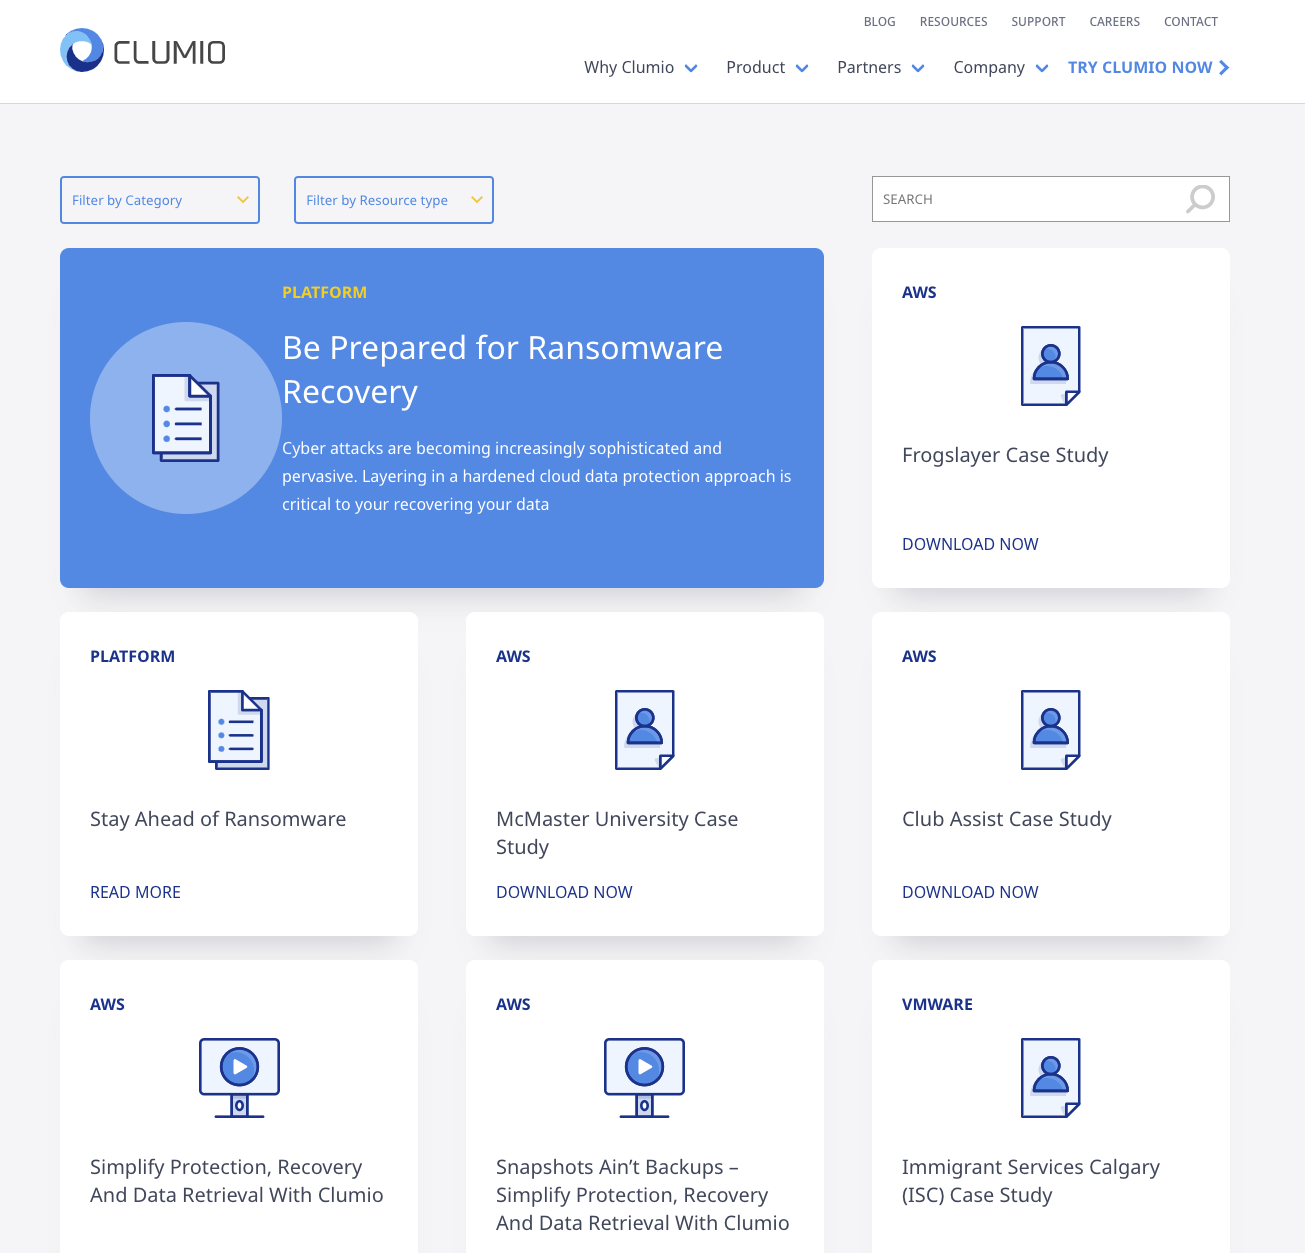 BLOG RESOURCES SUPPORT CAREERS CONTACT
CLUMIO
Why Clumio Product Partners Company TRY CLUMIO NOW
Filter by Category
Filter by Resource type
SEARCH
PLATFORM
Be Prepared for Ransomware
Recovery
Cyber attacks are becoming increasingly sophisticated and
pervasive. Layering in a hardened cloud data protection approach is
critical to your recovering your data
AWS
Frogslayer Case Study
DOWNLOAD NOW
PLATFORM
Stay Ahead of Ransomware
READ MORE
AWS
McMaster University Case
Study
DOWNLOAD NOW
AWS
Club Assist Case Study
DOWNLOAD NOW
AWS
Simplify Protection, Recovery
And Data Retrieval With Clumio
AWS
Snapshots Ain’t Backups –
Simplify Protection, Recovery
And Data Retrieval With Clumio
VMWARE
Immigrant Services Calgary
(ISC) Case Study